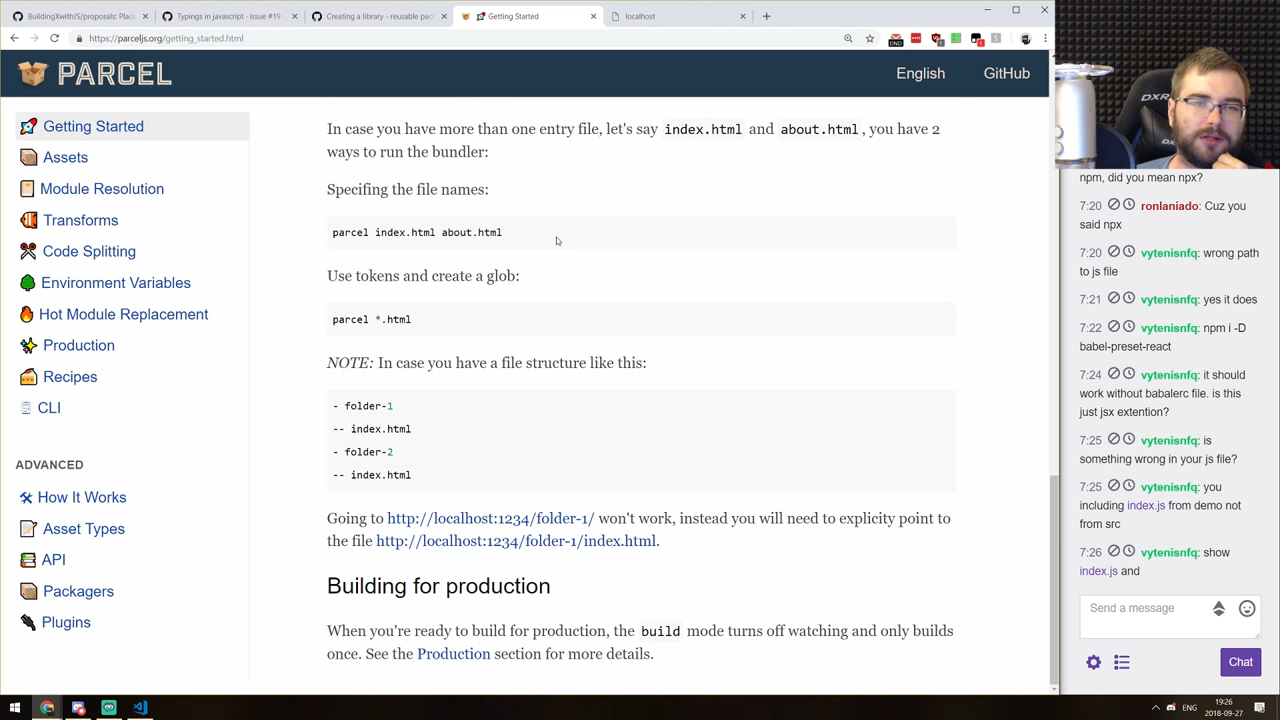 BuildingXwithJS/proposals: Plac
Typings in javascript · Issue #19
Creating a library - reusable pac
Getting Started
localhost
https://parceljs.org/getting_started.html
PARCEL
English
GitHub
Getting Started
Assets
Module Resolution
Transforms
Code Splitting
Environment Variables
Hot Module Replacement
Production
Recipes
CLI
ADVANCED
How It Works
Asset Types
API
Packagers
Plugins
In case you have more than one entry file, let's say index.html and about.html, you have 2
ways to run the bundler:
Specifing the file names:
parcel index.html about.html
Use tokens and create a glob:
parcel *.html
NOTE: In case you have a file structure like this:
- folder-1
-- index.html
- folder-2
-- index.html
Going to http://localhost:1234/folder-1/ won't work, instead you will need to explicity point to
the file http://localhost:1234/folder-1/index.html.
Building for production
When you're ready to build for production, the build mode turns off watching and only builds
once. See the Production section for more details.
DXR
npm, did you mean npx?
7:20 ronlaniado: Cuz you
said npx
7:20 vytenisnfq: wrong path
to js file
7:21 vytenisnfq: yes it does
7:22 vytenisnfq: npm i -D
babel-preset-react
7:24 vytenisnfq: it should
work without babalerc file. is this
just jsx extention?
7:25 vytenisnfq: is
something wrong in your js file?
7:25 vytenisnfq: you
including index.js from demo not
from src
7:26 vytenisnfq: show
index.js and
Send a message
Chat
ENG
19:26
2018-09-27